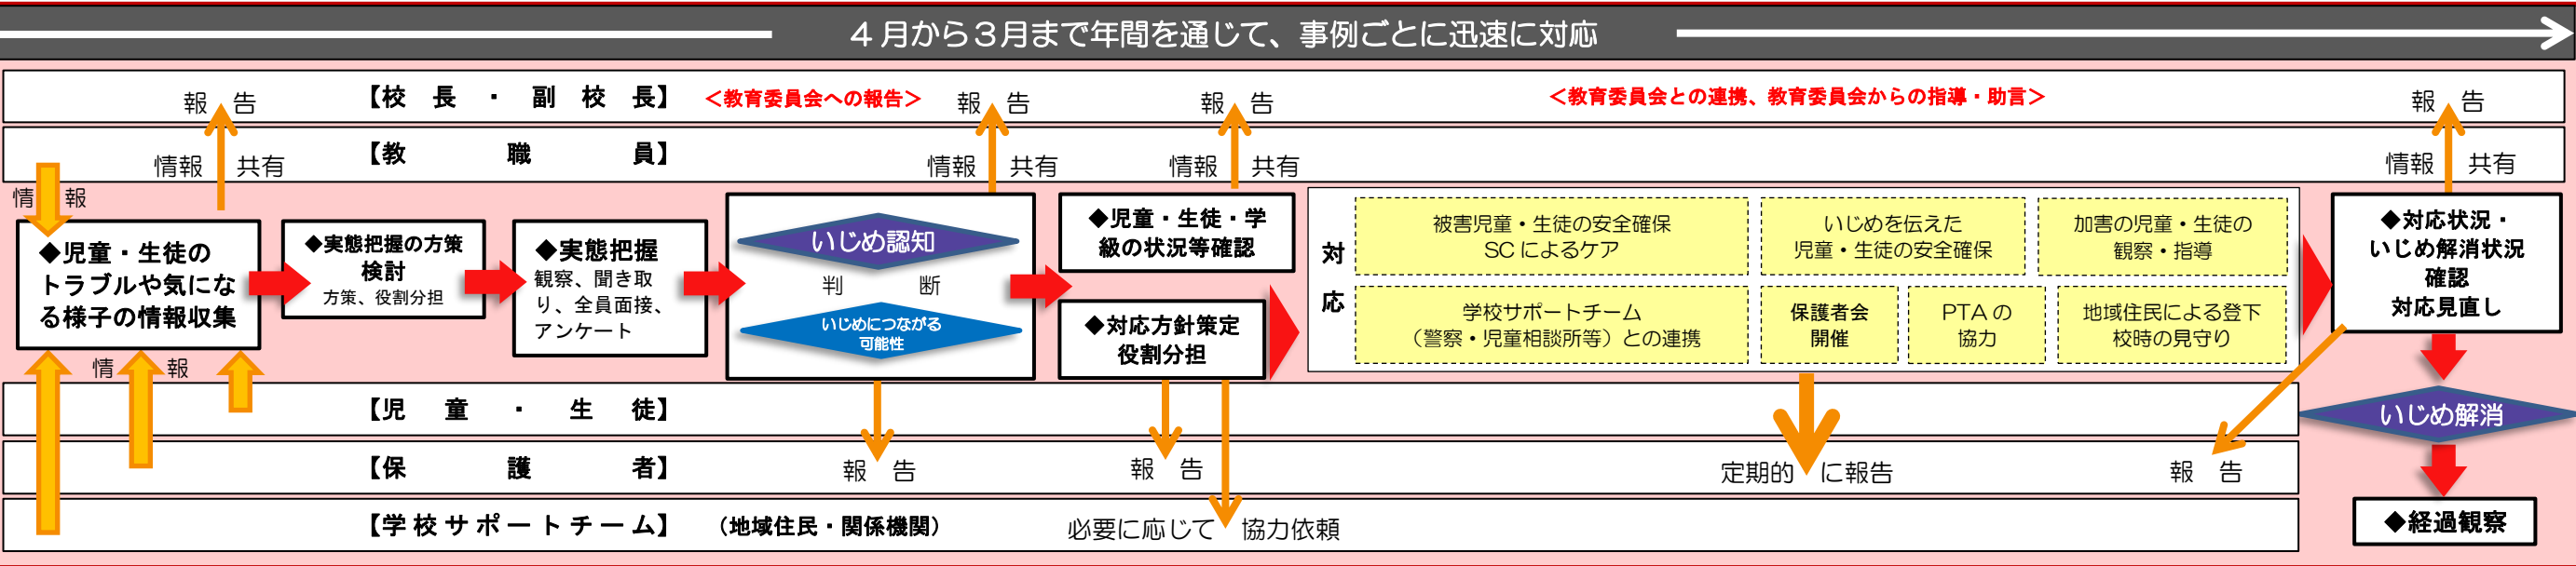 ４月から３月まで年間を通じて、事例ごとに迅速に対応
報　告
【校　長　・　副　校　長】
＜教育委員会への報告＞
報　告
報　告
＜教育委員会との連携、教育委員会からの指導・助言＞
報　告
情報　共有
【教　職　員】
情報　共有
情報　共有
情報　共有
情　報
◆児童・生徒の
トラブルや気にな
る様子の情報収集
◆実態把握の方策
検討
方策、役割分担
◆実態把握
観察、聞き取
り、全員面接、
アンケート
いじめ認知
判　断
いじめにつながる
可能性
◆児童・生徒・学
級の状況等確認
◆対応方針策定
役割分担
対
応
被害児童・生徒の安全確保
SC によるケア
いじめを伝えた
児童・生徒の安全確保
加害の児童・生徒の
観察・指導
学校サポートチーム
（警察・児童相談所等）との連携
保護者会
開催
PTA の
協力
地域住民による登下
校時の見守り
◆対応状況・
いじめ解消状況
確認
対応見直し
情　報
【児　童　・　生　徒】
いじめ解消
【保　護　者】
報　告
報　告
定期的　に報告
報　告
【学校サポートチーム】
（地域住民・関係機関）
必要に応じて　協力依頼
◆経過観察